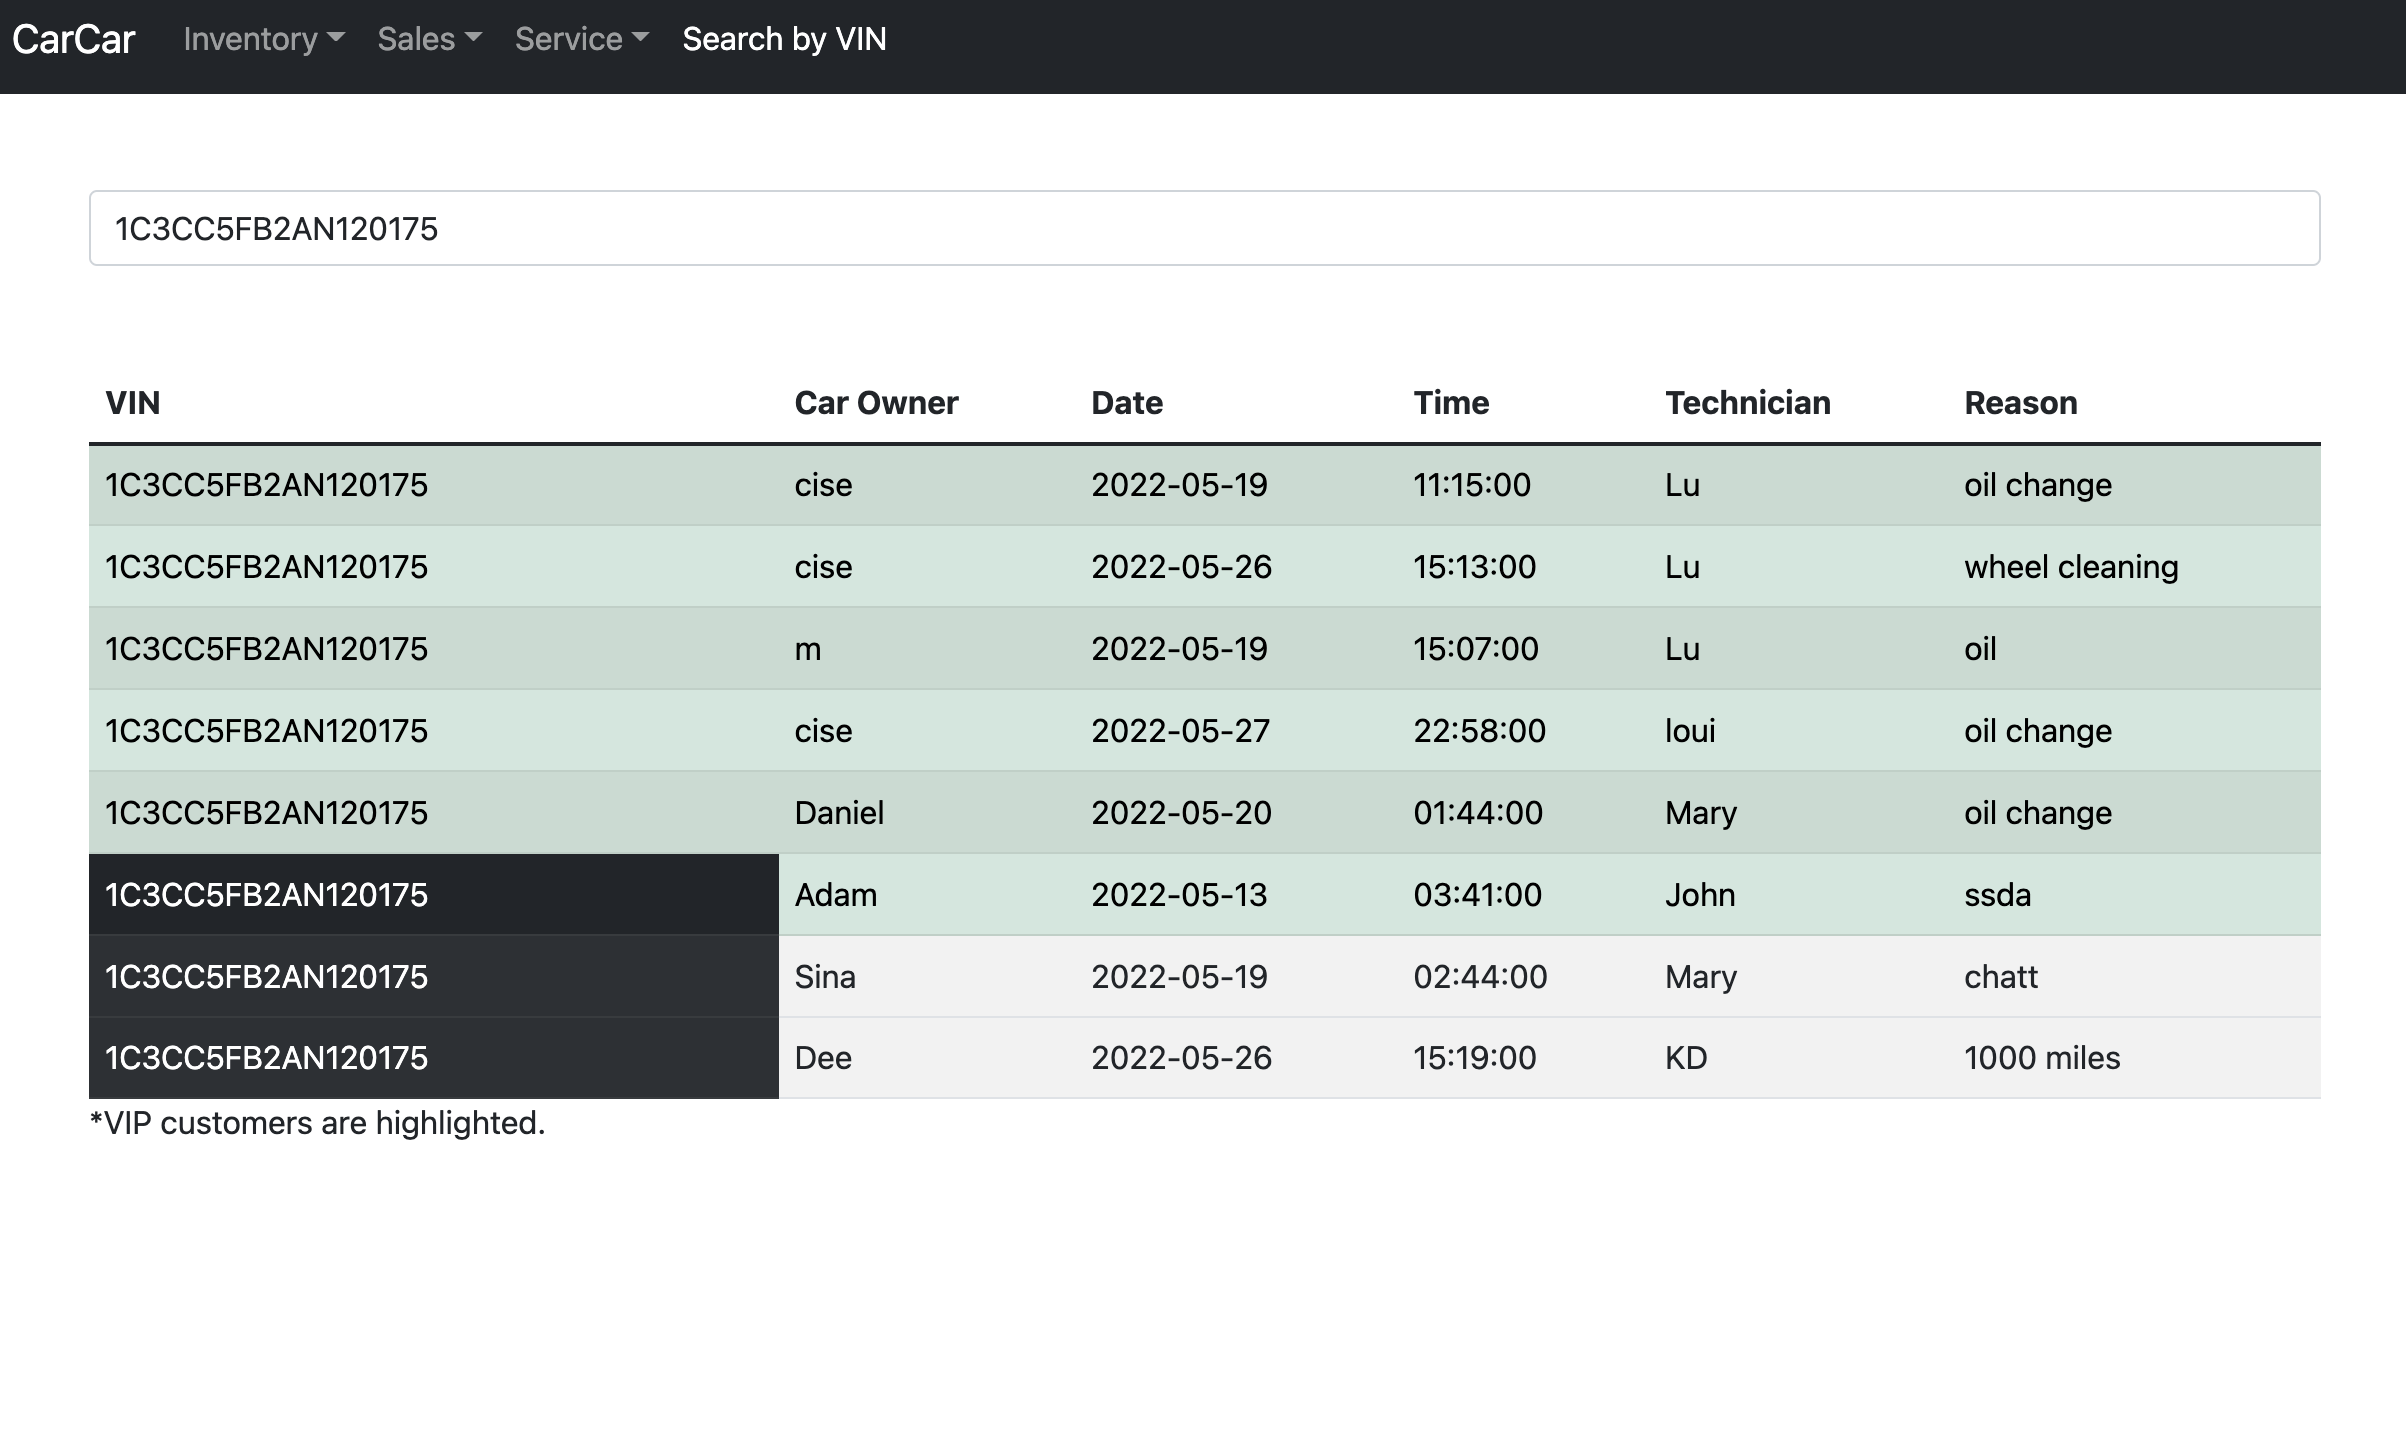 CarCar Inventory Sales Service Search by VIN
1C3CC5FB2AN120175
VIN Car Owner Date Time Technician Reason
1C3CC5FB2AN120175 cise 2022-05-19 11:15:00 Lu oil change
1C3CC5FB2AN120175 cise 2022-05-26 15:13:00 Lu wheel cleaning
1C3CC5FB2AN120175 m 2022-05-19 15:07:00 Lu oil
1C3CC5FB2AN120175 cise 2022-05-27 22:58:00 loui oil change
1C3CC5FB2AN120175 Daniel 2022-05-20 01:44:00 Mary oil change
1C3CC5FB2AN120175 Adam 2022-05-13 03:41:00 John ssda
1C3CC5FB2AN120175 Sina 2022-05-19 02:44:00 Mary chatt
1C3CC5FB2AN120175 Dee 2022-05-26 15:19:00 KD 1000 miles
*VIP customers are highlighted.